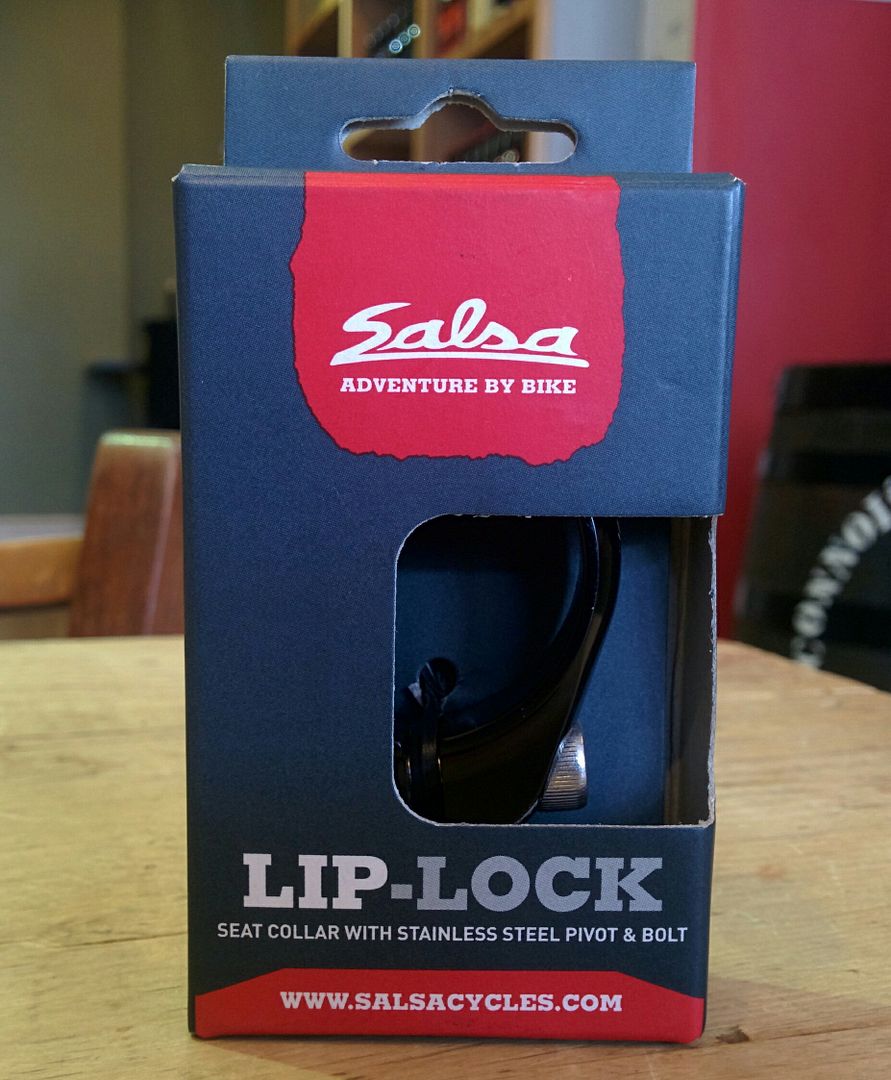 Salsa
ADVENTURE BY BIKE
LIP-LOCK
SEAT COLLAR WITH STAINLESS STEEL PIVOT & BOLT
WWW.SALSACYCLES.COM